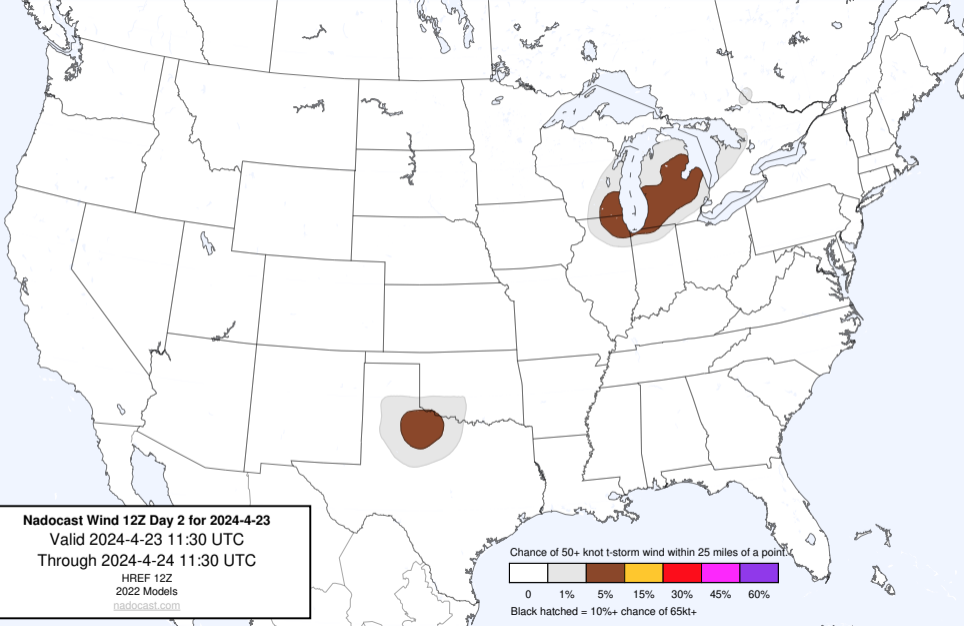 Nadocast Wind 12Z Day 2 for 2024-4-23
Valid 2024-4-23 11:30 UTC
Through 2024-4-24 11:30 UTC
HREF 12Z
2022 Models
nadocast.com
Chance of 50+ knot t-storm wind within 25 miles of a point.
0 1% 5% 15% 30% 45% 60%
Black hatched = 10%+ chance of 65kt+